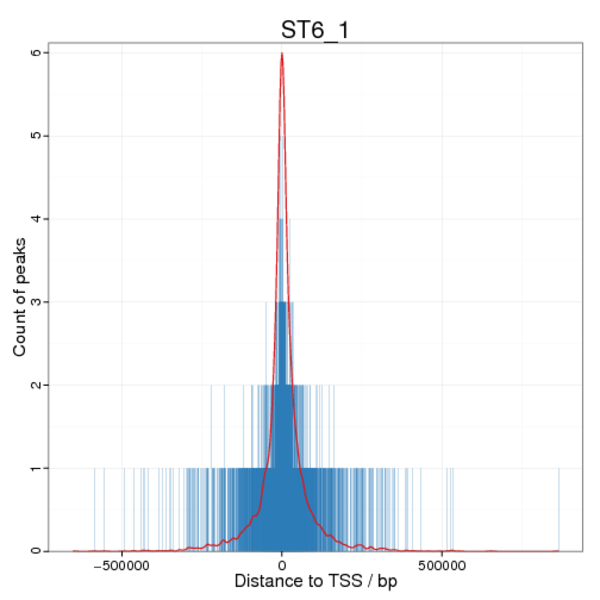 ST6_1
Count of peaks
6
5
4
3
2
1
0
−500000 0 500000
Distance to TSS / bp